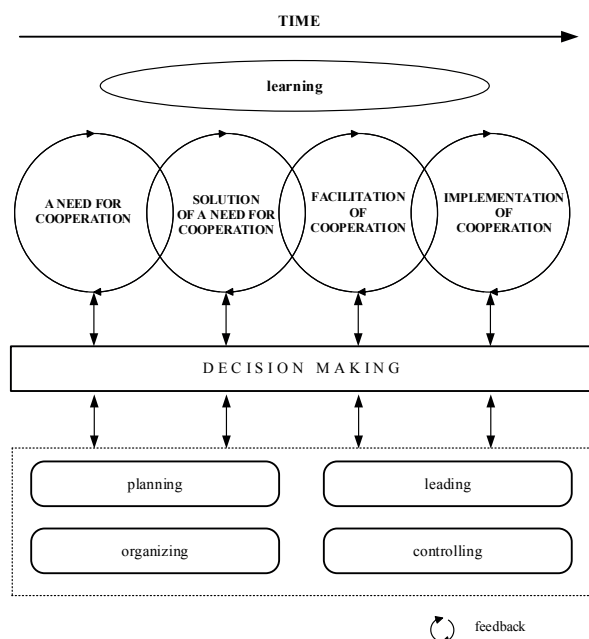 TIME
learning
A NEED FOR
COOPERATION
SOLUTION
OF A NEED FOR
COOPERATION
FACILITATION
OF
COOPERATION
IMPLEMENTATION
OF
COOPERATION
DECISION MAKING
planning
leading
organizing
controlling
feedback